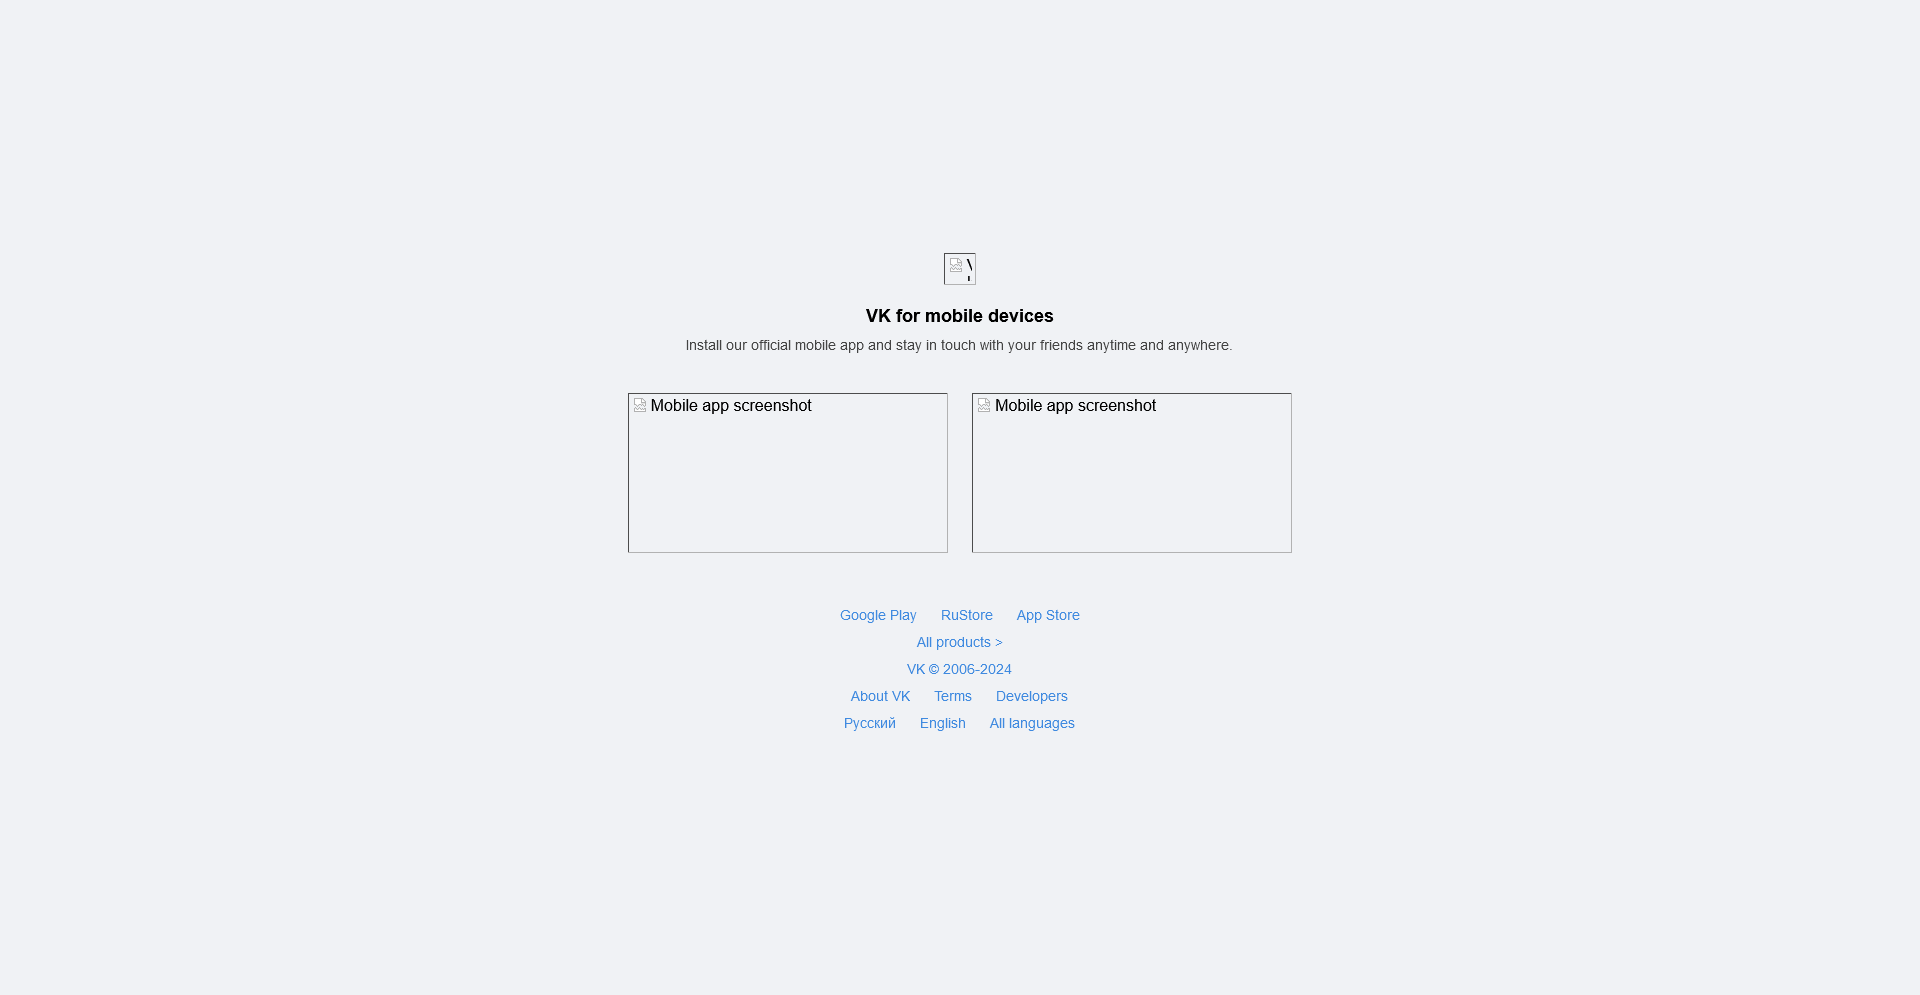 VK for mobile devices
Install our official mobile app and stay in touch with your friends anytime and anywhere.
Mobile app screenshot Mobile app screenshot
Google Play RuStore App Store
All products >
VK © 2006-2024
About VK Terms Developers
Русский English All languages